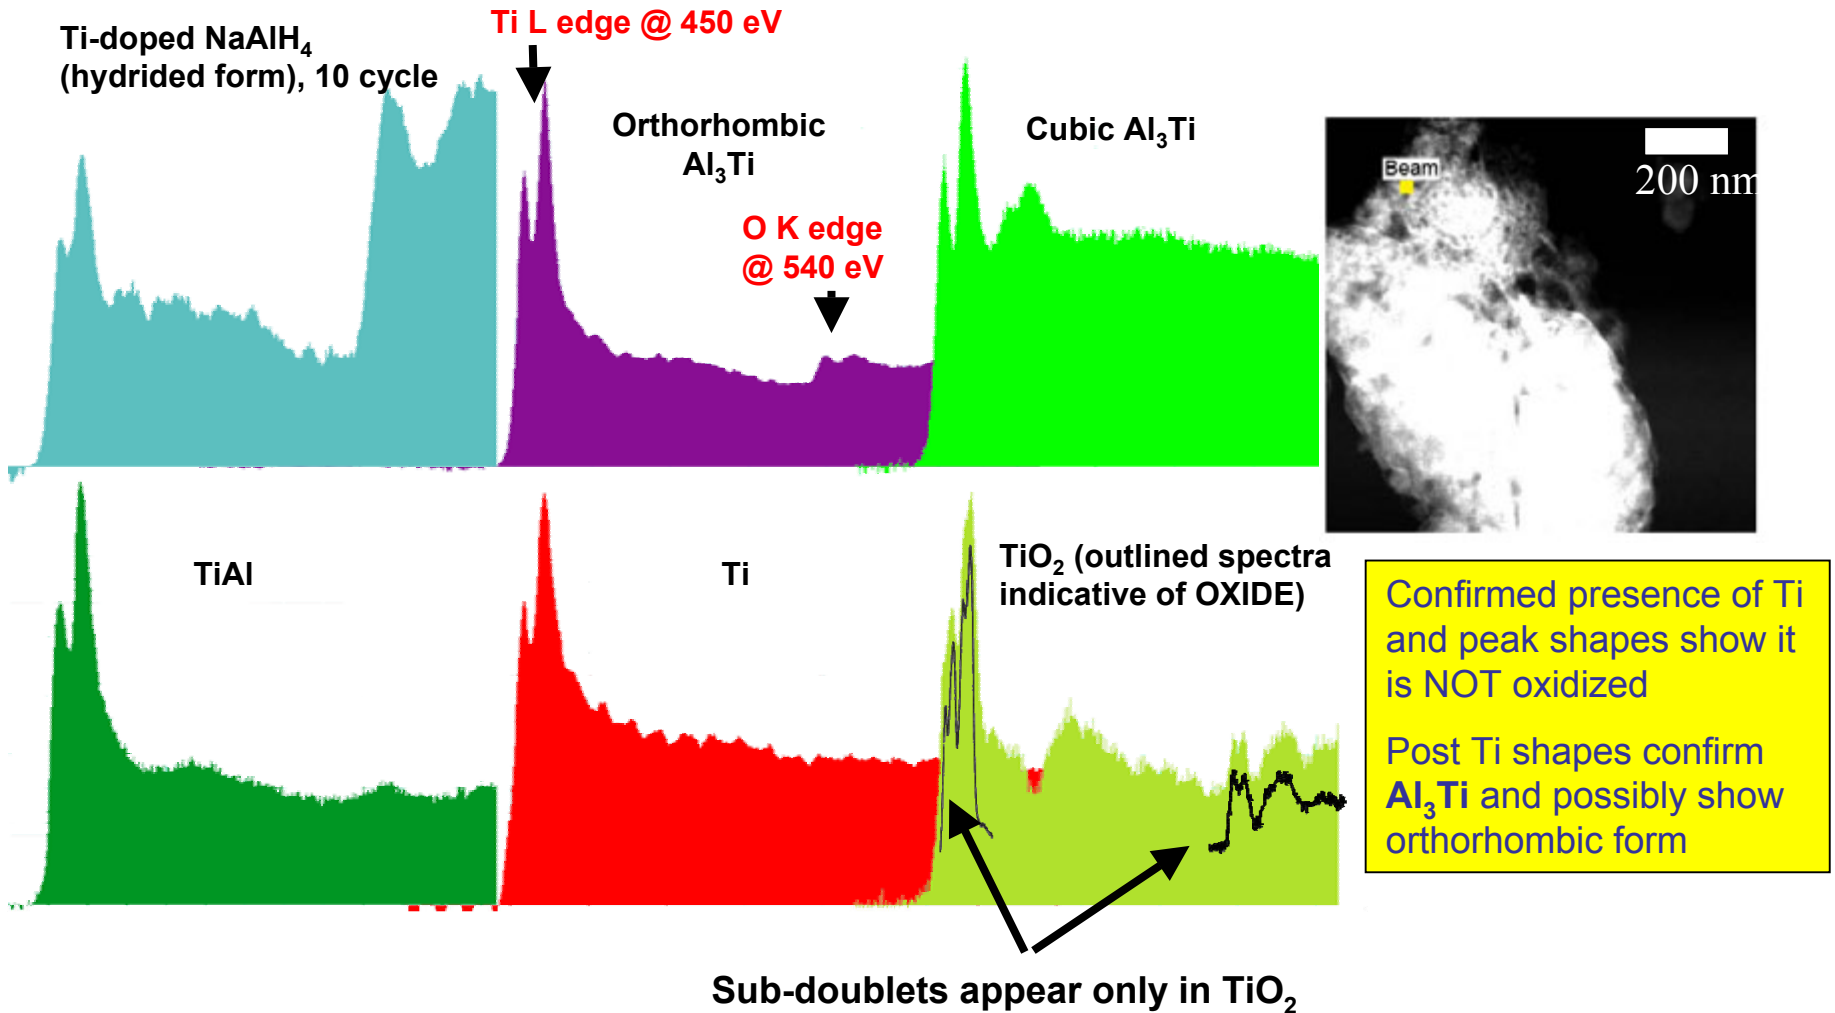 Ti-doped NaAlH₄
(hydrided form), 10 cycle
Ti L edge @ 450 eV
Orthorhombic
Al₃Ti
O K edge
@ 540 eV
Cubic Al₃Ti
Beam
200 nm
TiAl
Ti
TiO₂ (outlined spectra
indicative of OXIDE)
Confirmed presence of Ti
and peak shapes show it
is NOT oxidized
Post Ti shapes confirm
Al₃Ti and possibly show
orthorhombic form
Sub-doublets appear only in TiO₂